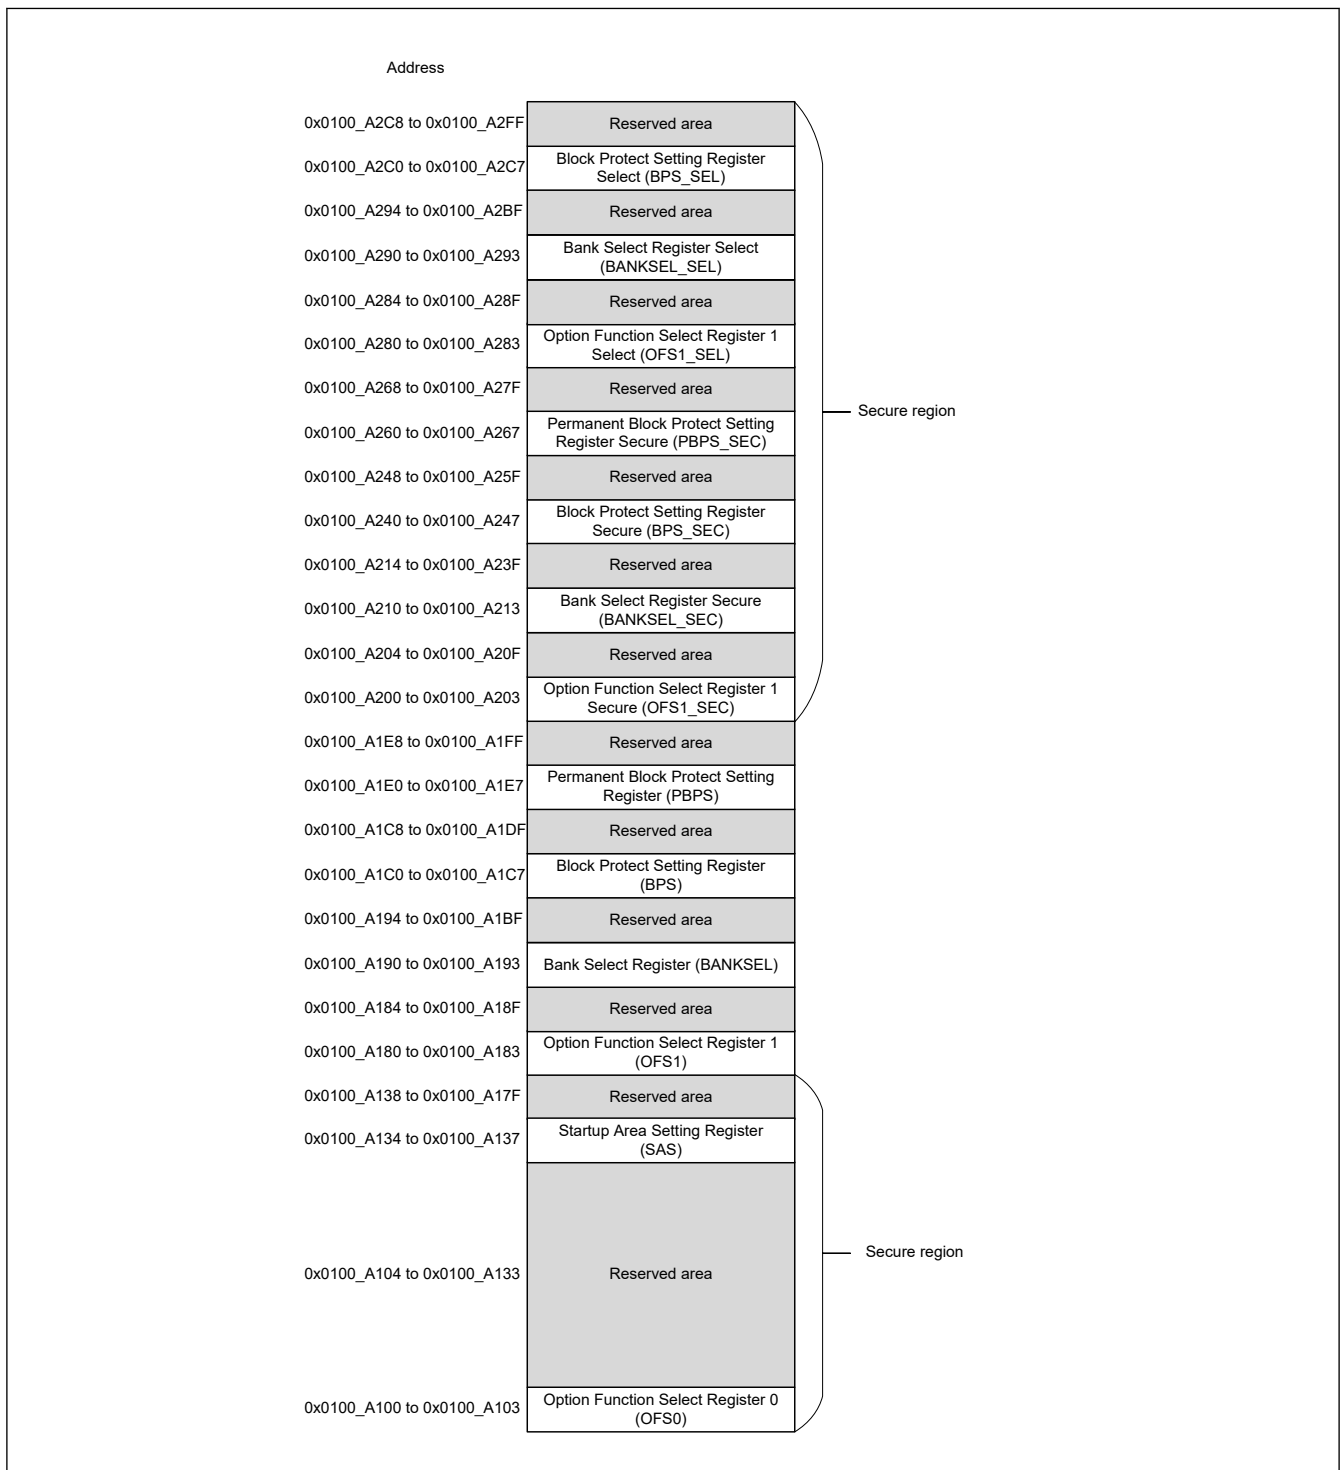 Address
0x0100_A2C8 to 0x0100_A2FF Reserved area
0x0100_A2C0 to 0x0100_A2C7 Block Protect Setting Register
Select (BPS_SEL)
0x0100_A294 to 0x0100_A2BF Reserved area
0x0100_A290 to 0x0100_A293 Bank Select Register Select
(BANKSEL_SEL)
0x0100_A284 to 0x0100_A28F Reserved area
0x0100_A280 to 0x0100_A283 Option Function Select Register 1
Select (OFS1_SEL)
0x0100_A268 to 0x0100_A27F Reserved area
Secure region
0x0100_A260 to 0x0100_A267 Permanent Block Protect Setting
Register Secure (PBPS_SEC)
0x0100_A248 to 0x0100_A25F Reserved area
0x0100_A240 to 0x0100_A247 Block Protect Setting Register
Secure (BPS_SEC)
0x0100_A214 to 0x0100_A23F Reserved area
0x0100_A210 to 0x0100_A213 Bank Select Register Secure
(BANKSEL_SEC)
0x0100_A204 to 0x0100_A20F Reserved area
0x0100_A200 to 0x0100_A203 Option Function Select Register 1
Secure (OFS1_SEC)
0x0100_A1E8 to 0x0100_A1FF Reserved area
0x0100_A1E0 to 0x0100_A1E7 Permanent Block Protect Setting
Register (PBPS)
0x0100_A1C8 to 0x0100_A1DF Reserved area
0x0100_A1C0 to 0x0100_A1C7 Block Protect Setting Register
(BPS)
0x0100_A194 to 0x0100_A1BF Reserved area
0x0100_A190 to 0x0100_A193 Bank Select Register (BANKSEL)
0x0100_A184 to 0x0100_A18F Reserved area
0x0100_A180 to 0x0100_A183 Option Function Select Register 1
(OFS1)
0x0100_A138 to 0x0100_A17F Reserved area
0x0100_A134 to 0x0100_A137 Startup Area Setting Register
(SAS)
Secure region
0x0100_A104 to 0x0100_A133 Reserved area
0x0100_A100 to 0x0100_A103 Option Function Select Register 0
(OFS0)